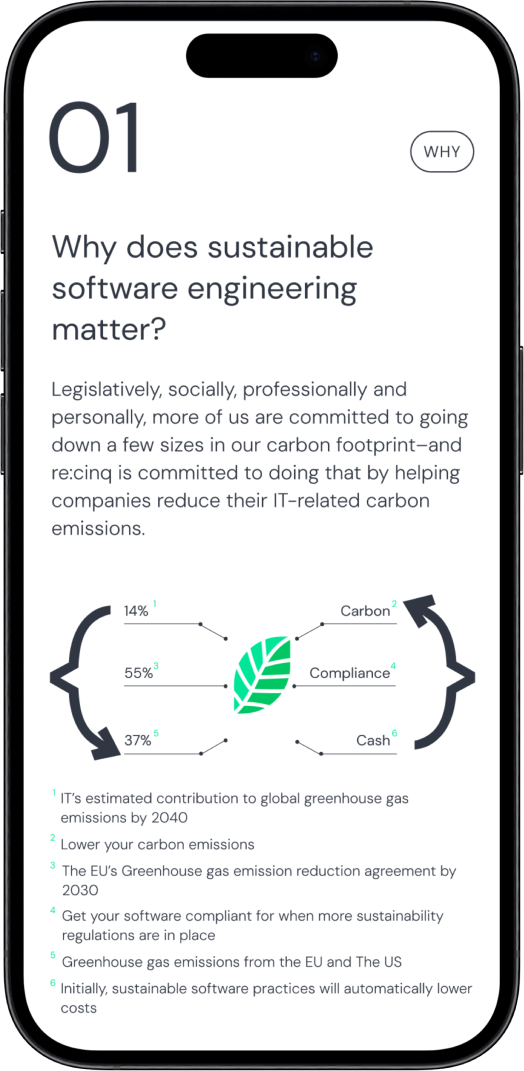 01
WHY
Why does sustainable
software engineering
matter?
Legislatively, socially, professionally and
personally, more of us are committed to going
down a few sizes in our carbon footprint–and
re:cinq is committed to doing that by helping
companies reduce their IT-related carbon
emissions.
14% 1
Carbon 2
55% 3
Compliance 4
37% 5
Cash 6
1 IT's estimated contribution to global greenhouse gas
emissions by 2040
2 Lower your carbon emissions
3 The EU's Greenhouse gas emission reduction agreement by
2030
4 Get your software compliant for when more sustainability
regulations are in place
5 Greenhouse gas emissions from the EU and The US
6 Initially, sustainable software practices will automatically lower
costs